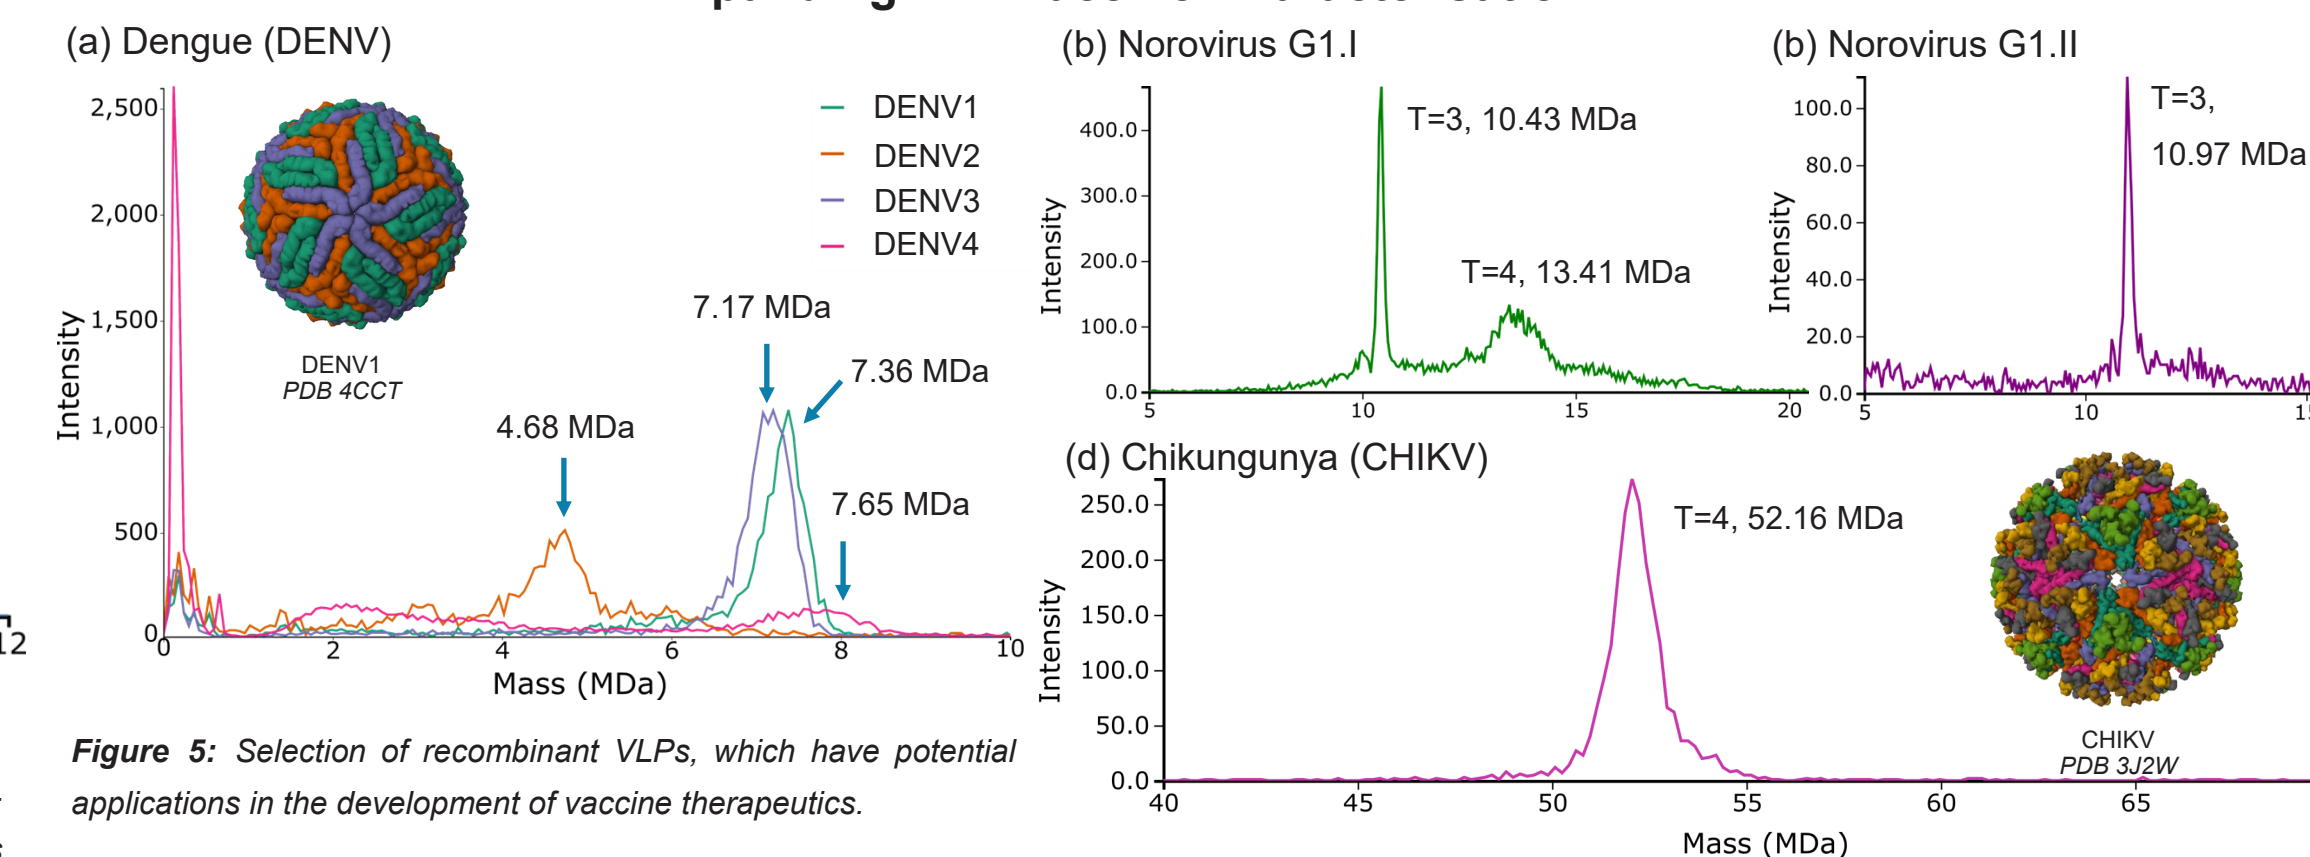 (a) Dengue (DENV)
2,500
2,000
1,500
1,000
500
0
Intensity
0 2 4 6 8 10
Mass (MDa)
DENV1
DENV2
DENV3
DENV4
DENV1
PDB 4CCT
7.17 MDa
7.36 MDa
4.68 MDa
7.65 MDa
12
Figure 5: Selection of recombinant VLPs, which have potential
applications in the development of vaccine therapeutics.
(b) Norovirus G1.I
400.0
300.0
200.0
100.0
0.0
Intensity
5 10 15 20
T=3, 10.43 MDa
T=4, 13.41 MDa
(b) Norovirus G1.II
100.0
80.0
60.0
40.0
20.0
0.0
Intensity
5 10
T=3,
10.97 MDa
(d) Chikungunya (CHIKV)
250.0
200.0
150.0
100.0
50.0
0.0
Intensity
40 45 50 55 60 65
Mass (MDa)
T=4, 52.16 MDa
CHIKV
PDB 3J2W